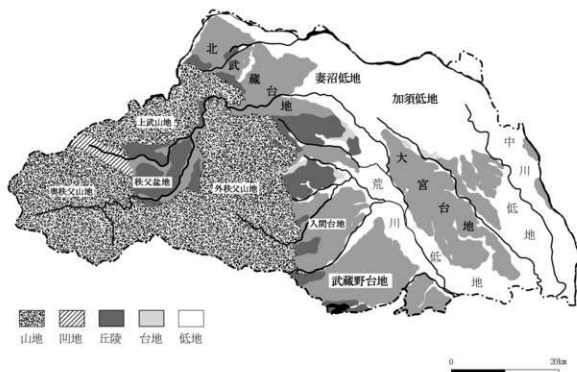 北武蔵台地
妻沼低地
加須低地
上武山地
中川低地
大宮台地
秩父盆地
外秩父山地
奥秩父山地
荒川低地
入間台地
武蔵野台地
山地
凹地
丘陵
台地
低地
0
20km